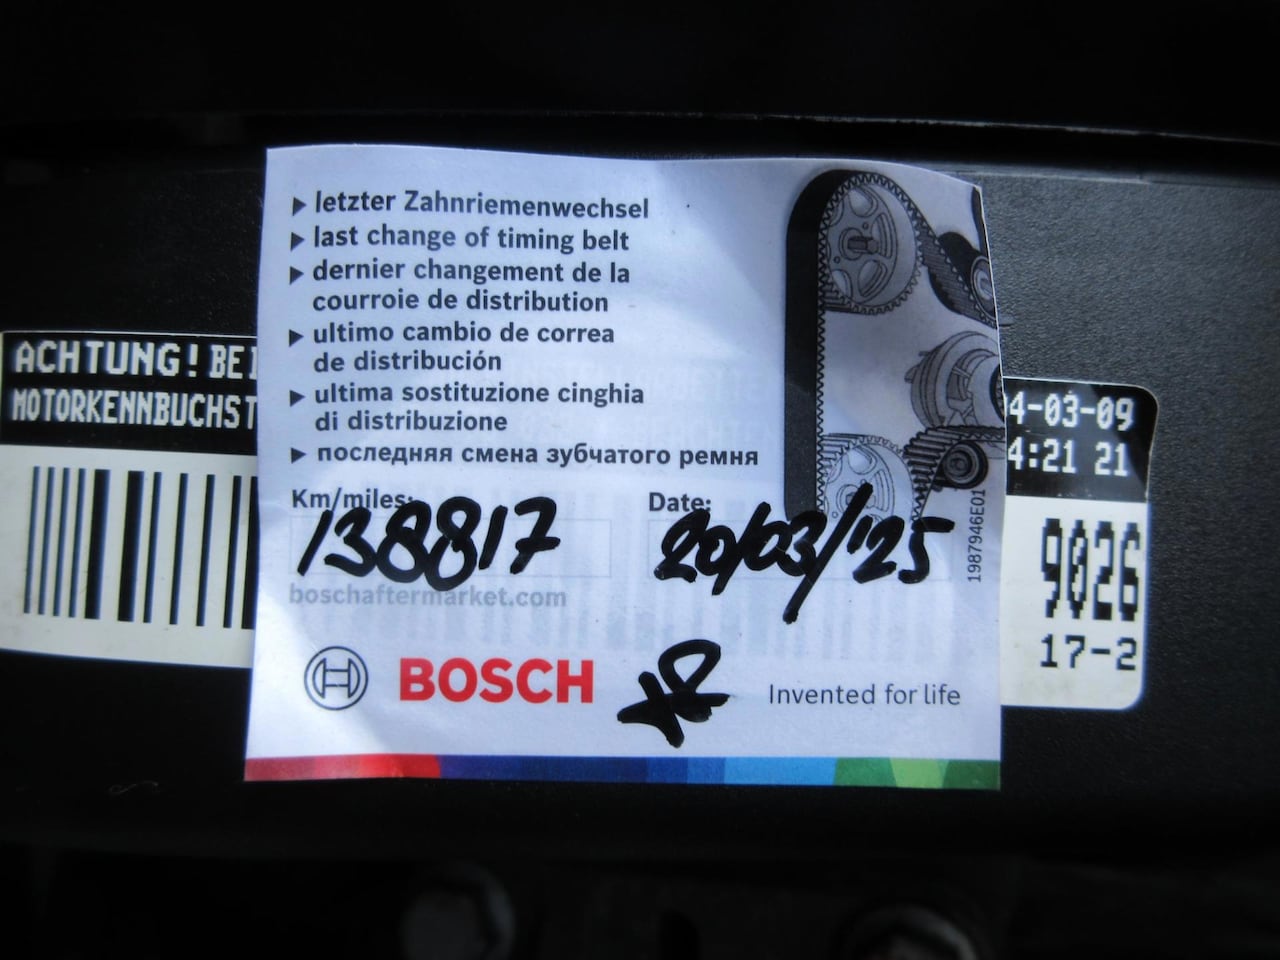 ▶ letzter Zahnriemenwechsel
▶ last change of timing belt
▶ dernier changement de la
courroie de distribution
▶ ultimo cambio de correa
de distribución
▶ ultima sostituzione cinghia
di distribuzione
▶ последняя смена зубчатого ремня
Km/miles: Date:
138817 20/03/'25
boschaftermarket.com
BOSCH
Invented for life
1987946E01
ACHTUNG! BEI
MOTORKENNBUCHST
4-03-09
4:21 21
9026
17-2